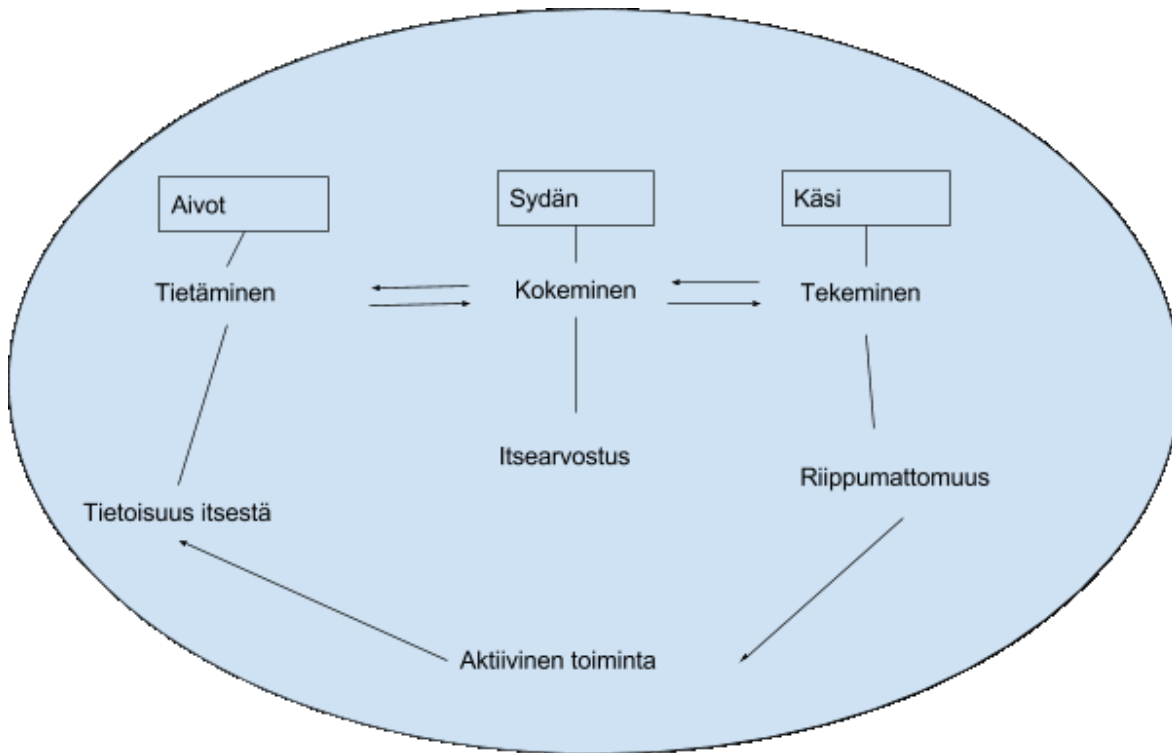 Aivot
Sydän
Käsi
Tietäminen
Kokeminen
Tekeminen
Itsearvostus
Riippumattomuus
Tietoisuus itsestä
Aktiivinen toiminta